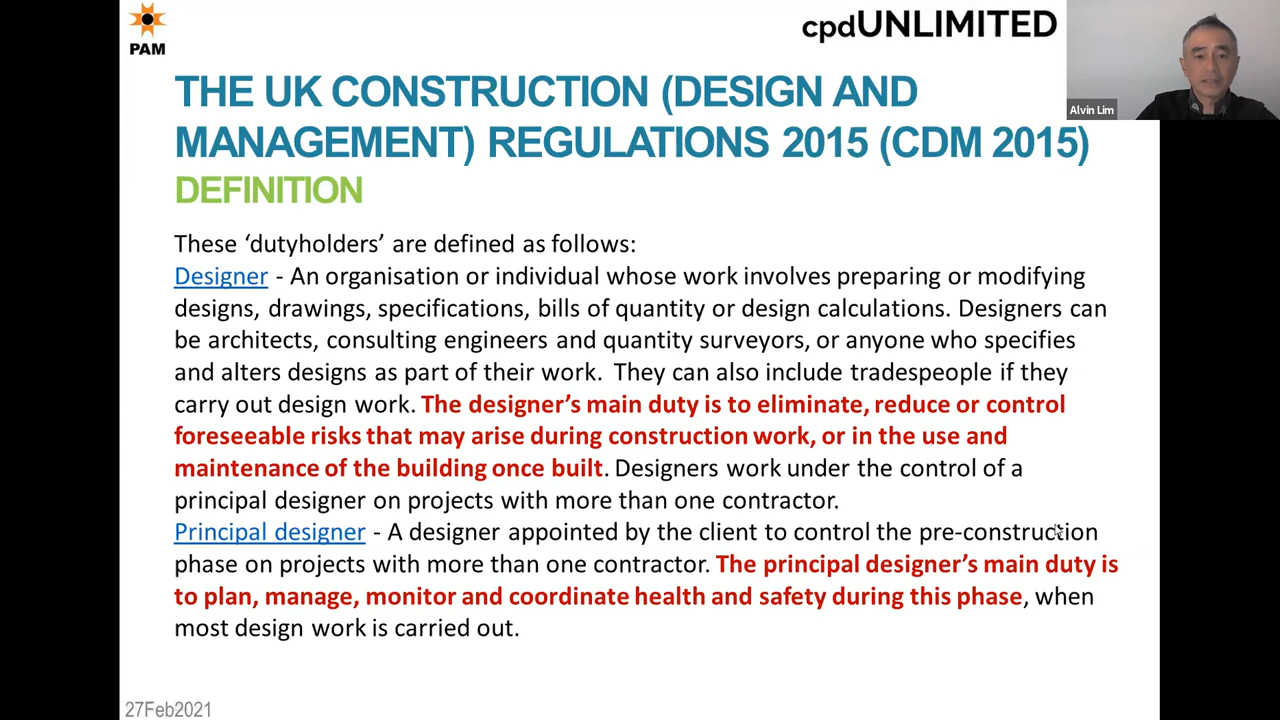 PAM
cpdUNLIMITED
Alvin Lim
THE UK CONSTRUCTION (DESIGN AND
MANAGEMENT) REGULATIONS 2015 (CDM 2015)
DEFINITION
These ‘dutyholders’ are defined as follows:
Designer - An organisation or individual whose work involves preparing or modifying
designs, drawings, specifications, bills of quantity or design calculations. Designers can
be architects, consulting engineers and quantity surveyors, or anyone who specifies
and alters designs as part of their work. They can also include tradespeople if they
carry out design work. The designer’s main duty is to eliminate, reduce or control
foreseeable risks that may arise during construction work, or in the use and
maintenance of the building once built. Designers work under the control of a
principal designer on projects with more than one contractor.
Principal designer - A designer appointed by the client to control the pre-construction
phase on projects with more than one contractor. The principal designer’s main duty is
to plan, manage, monitor and coordinate health and safety during this phase, when
most design work is carried out.
27Feb2021